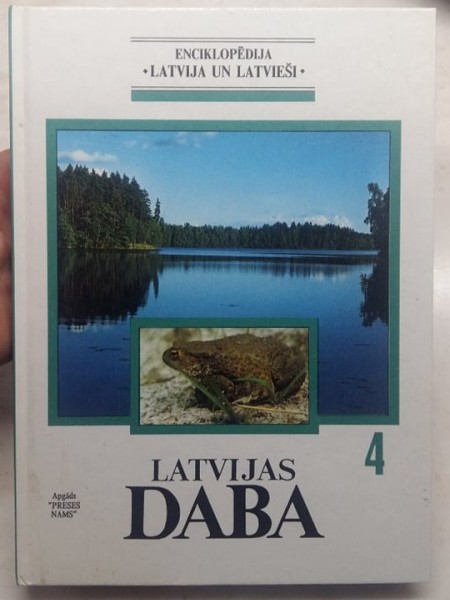 ENCIKLOPĒDIJA
• LATVIJA UN LATVIEŠI •
4
LATVIJAS
DABA
Apgāds
"PRESES
NAMS"